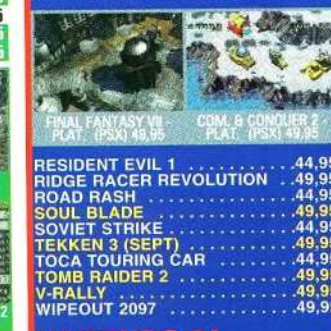 FINAL FANTASY VII -
PLAT. (PSX) 49,95
COM. & CONQUER 2 -
PLAT. (PSX) 49,95
RESIDENT EVIL 1 ..................44,95
RIDGE RACER REVOLUTION ..49,95
ROAD RASH ..................44,95
SOUL BLADE ..................49,95
SOVIET STRIKE ..................44,95
TEKKEN 3 (SEPT) ..................49,95
TOCA TOURING CAR ..........44,95
TOMB RAIDER 2 ..................49,95
V-RALLY ..................49,95
WIPEOUT 2097 ..................49,95